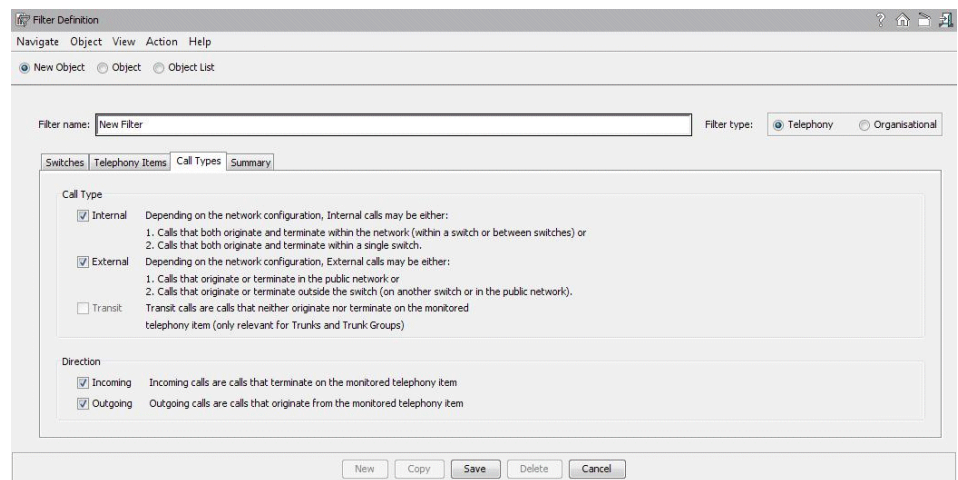 Filter Definition
?
Navigate Object View Action Help
New Object Object Object List
Filter name: New Filter Filter type: Telephony Organisational
Switches Telephony Items Call Types Summary
Call Type
Internal Depending on the network configuration, Internal calls may be either:
1. Calls that both originate and terminate within the network (within a switch or between switches) or
2. Calls that both originate and terminate within a single switch.
External Depending on the network configuration, External calls may be either:
1. Calls that originate or terminate in the public network or
2. Calls that originate or terminate outside the switch (on another switch or in the public network).
Transit Transit calls are calls that neither originate nor terminate on the monitored
telephony item (only relevant for Trunks and Trunk Groups)
Direction
Incoming Incoming calls are calls that terminate on the monitored telephony item
Outgoing Outgoing calls are calls that originate from the monitored telephony item
New Copy Save Delete Cancel